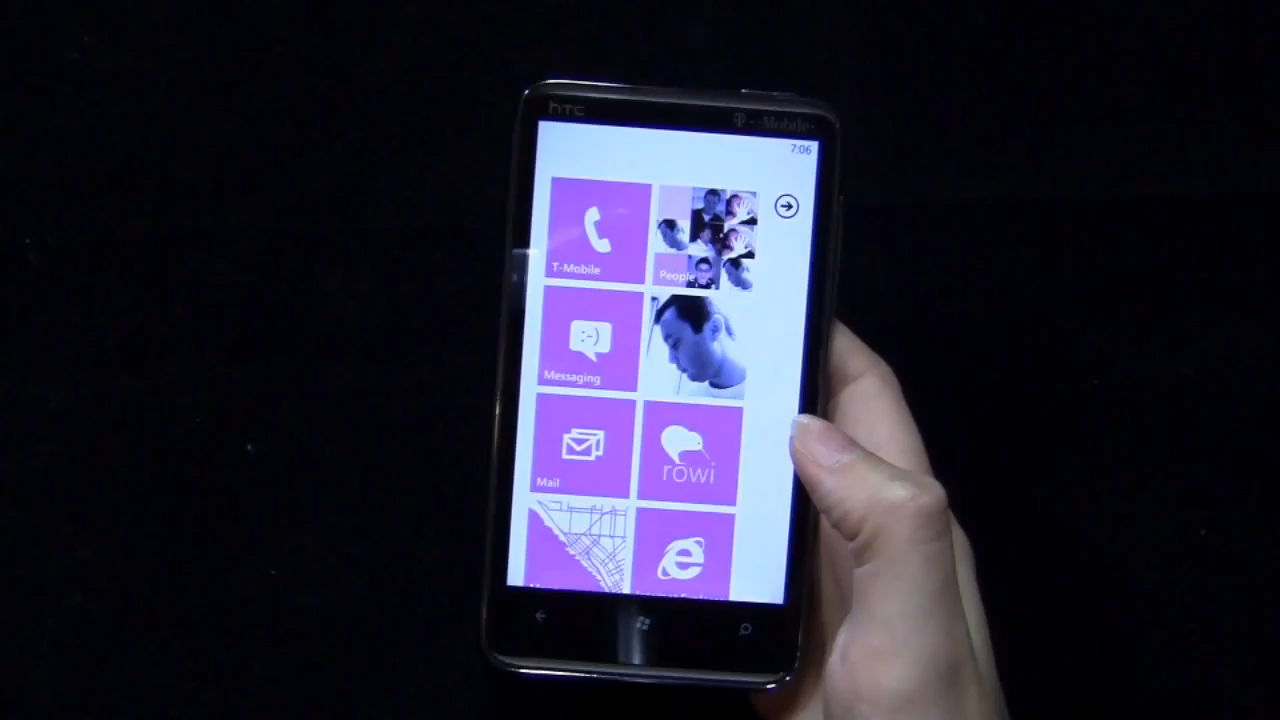 htc
T - -Mobile-
7:06
T-Mobile
People
Messaging
Mail
rowi